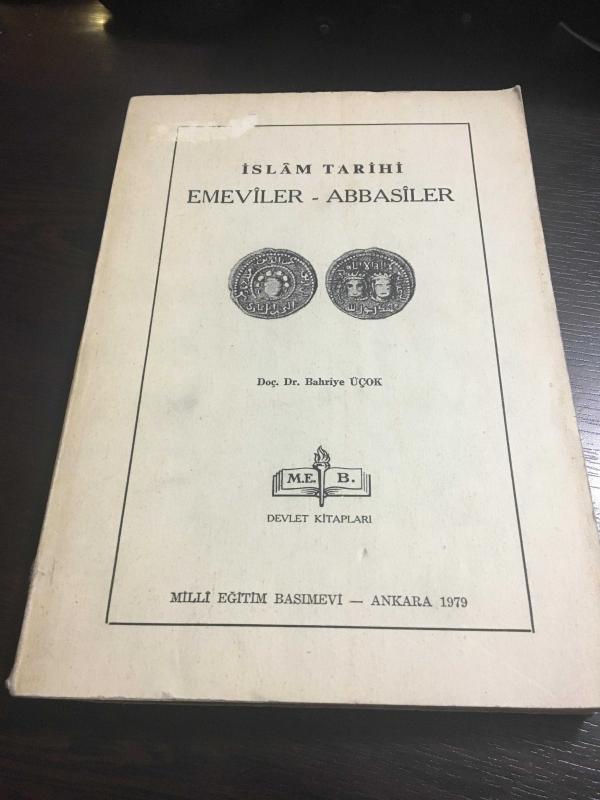 İSLÂM TARİHİ
EMEVÎLER - ABBASÎLER
Doç. Dr. Bahriye ÜÇOK
M.E. B.
DEVLET KİTAPLARI
MİLLÎ EĞİTİM BASIMEVİ — ANKARA 1979